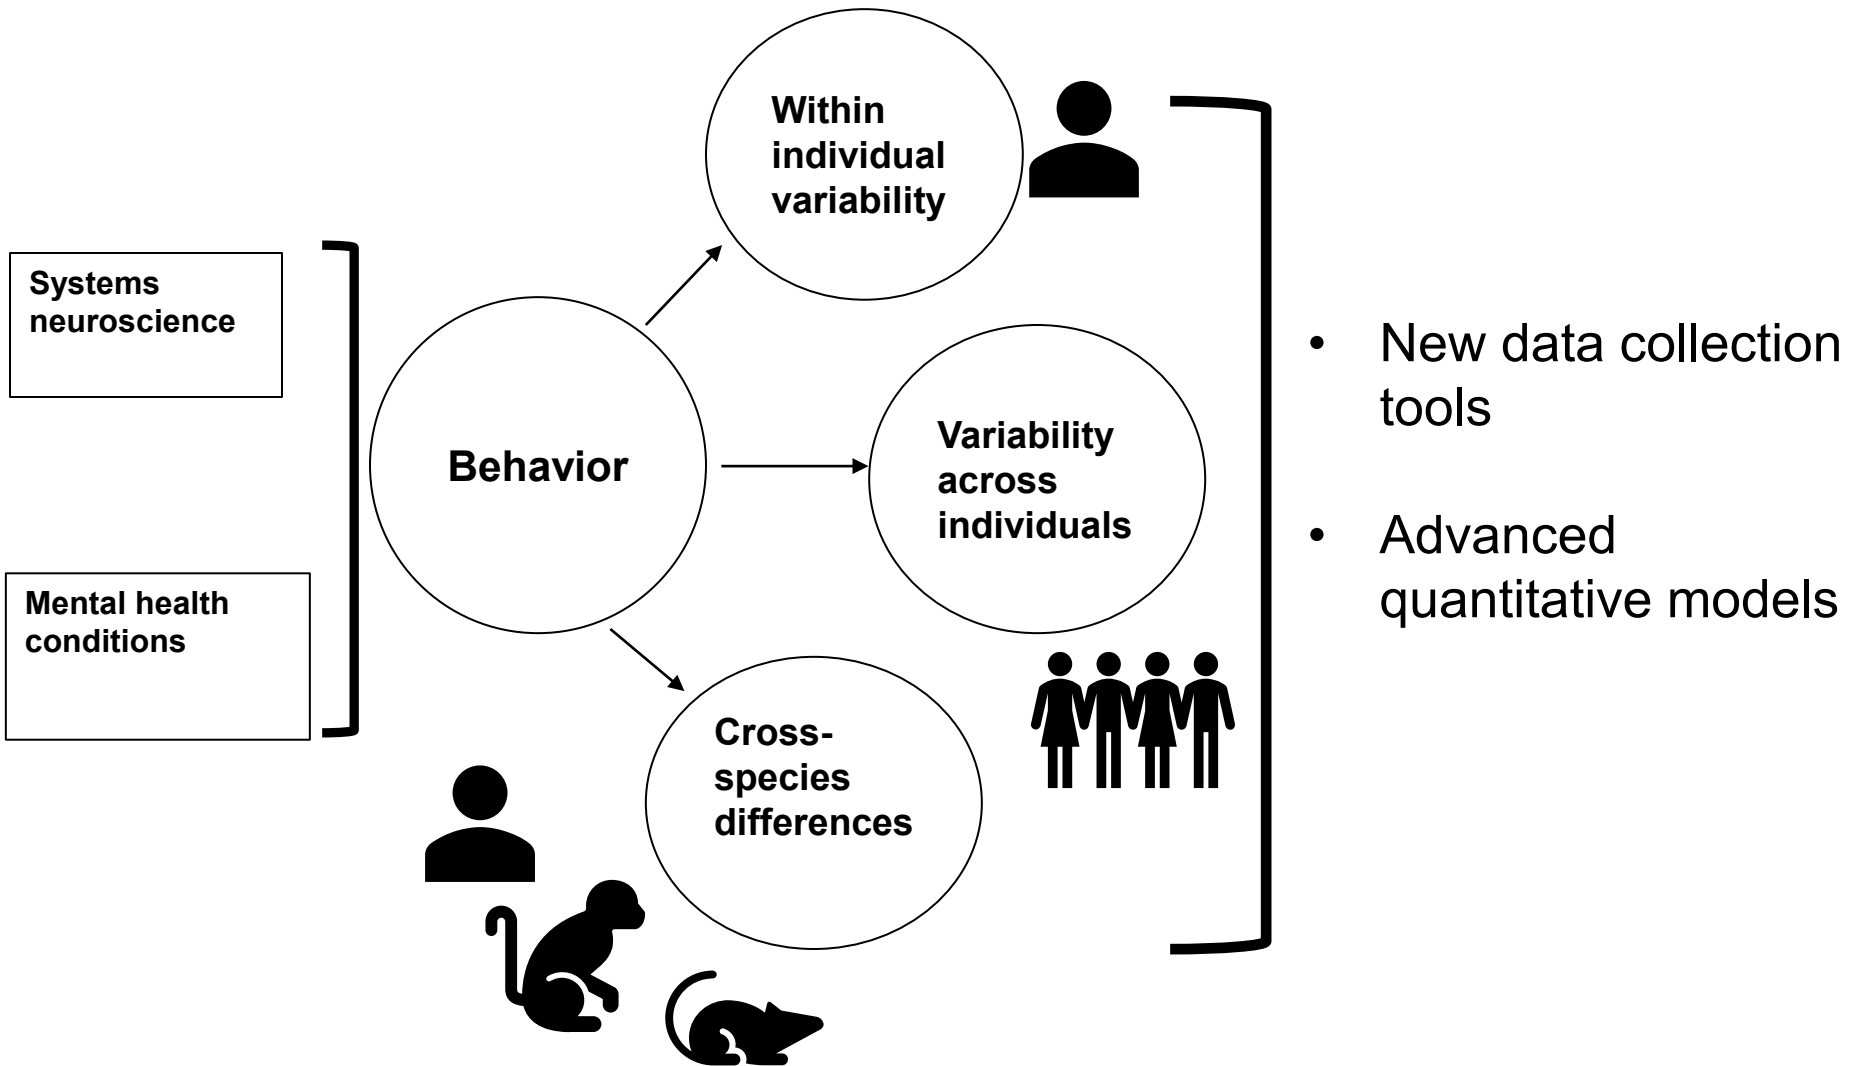 Systems
neuroscience
Mental health
conditions
Behavior
Within
individual
variability
Variability
across
individuals
Cross-
species
differences
• New data collection
tools
• Advanced
quantitative models